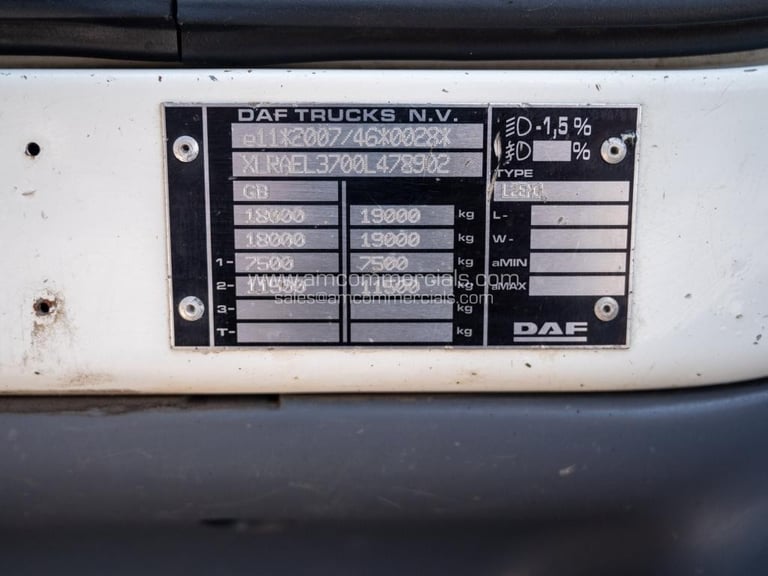 DAF TRUCKS N.V.
e11*2007/46*0028*
XLRAEL3700L478902
GB
18000 19000 kg
18000 19000 kg
1- 7500 7500 kg
2- 11500 kg
3- kg
T- kg
-1,5%
%
TYPE
L-
W-
aMIN
aMAX
DAF
www.amcommercials.com
sales@amcommercials.com